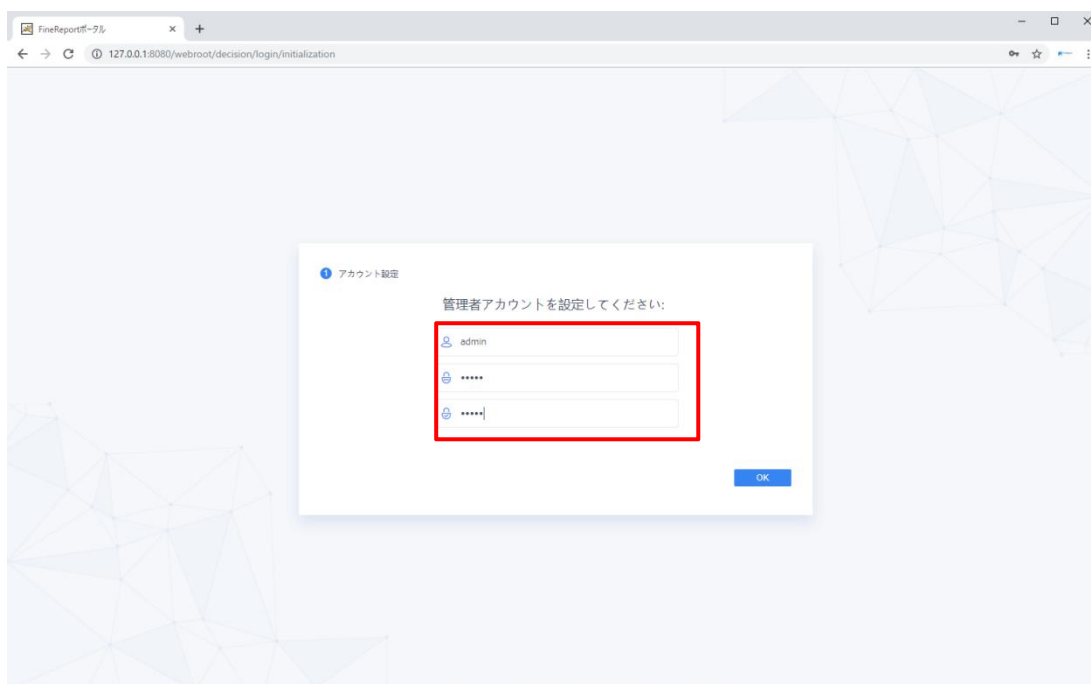 FineReportポータル
127.0.0.1:8080/webroot/decision/login/initialization
1 アカウント設定
管理者アカウントを設定してください:
admin
•••••
•••••
OK